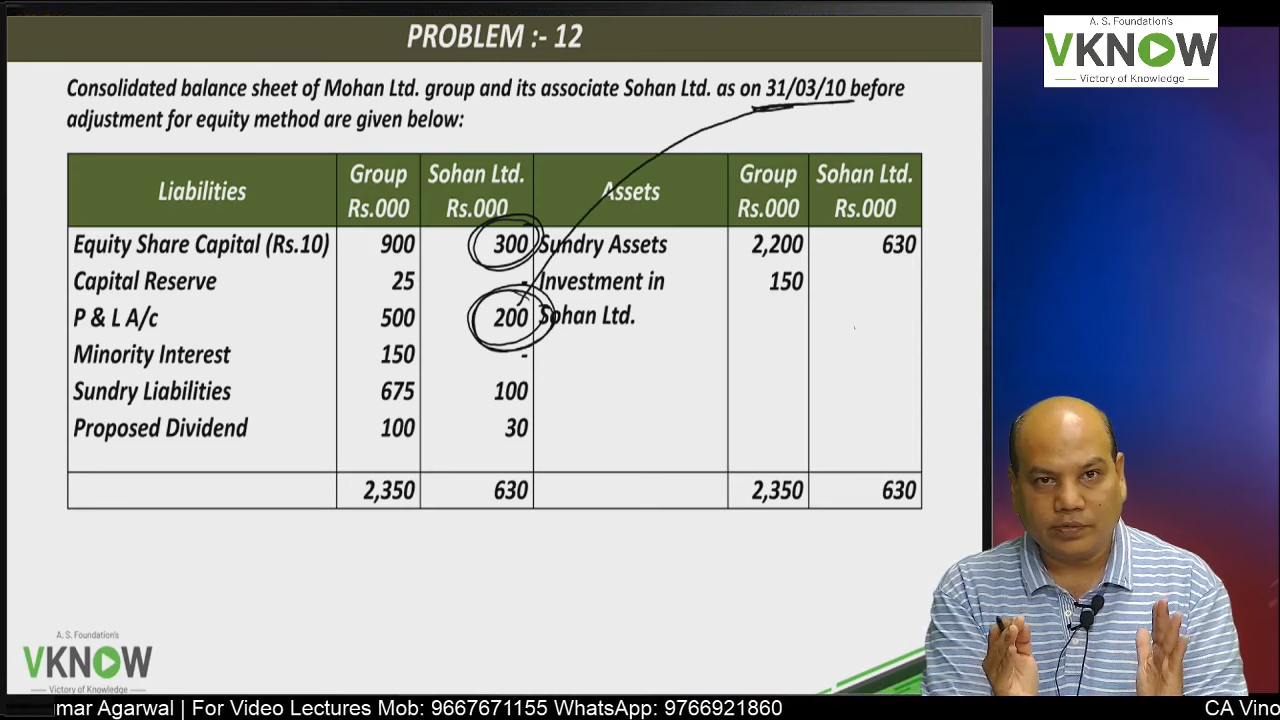 PROBLEM :- 12
A. S. Foundation's
VKNOW
Victory of Knowledge
Consolidated balance sheet of Mohan Ltd. group and its associate Sohan Ltd. as on 31/03/10 before
adjustment for equity method are given below:
Liabilities Group Rs.000 Sohan Ltd. Rs.000 Assets Group Rs.000 Sohan Ltd. Rs.000
Equity Share Capital (Rs.10) 900 300 Sundry Assets 2,200 630
Capital Reserve 25 - Investment in 150
P & L A/c 500 200 Sohan Ltd.
Minority Interest 150 -
Sundry Liabilities 675 100
Proposed Dividend 100 30
2,350 630 2,350 630
A. S. Foundation's
VKNOW
Victory of Knowledge
umar Agarwal | For Video Lectures Mob: 9667671155 WhatsApp: 9766921860 CA Vino